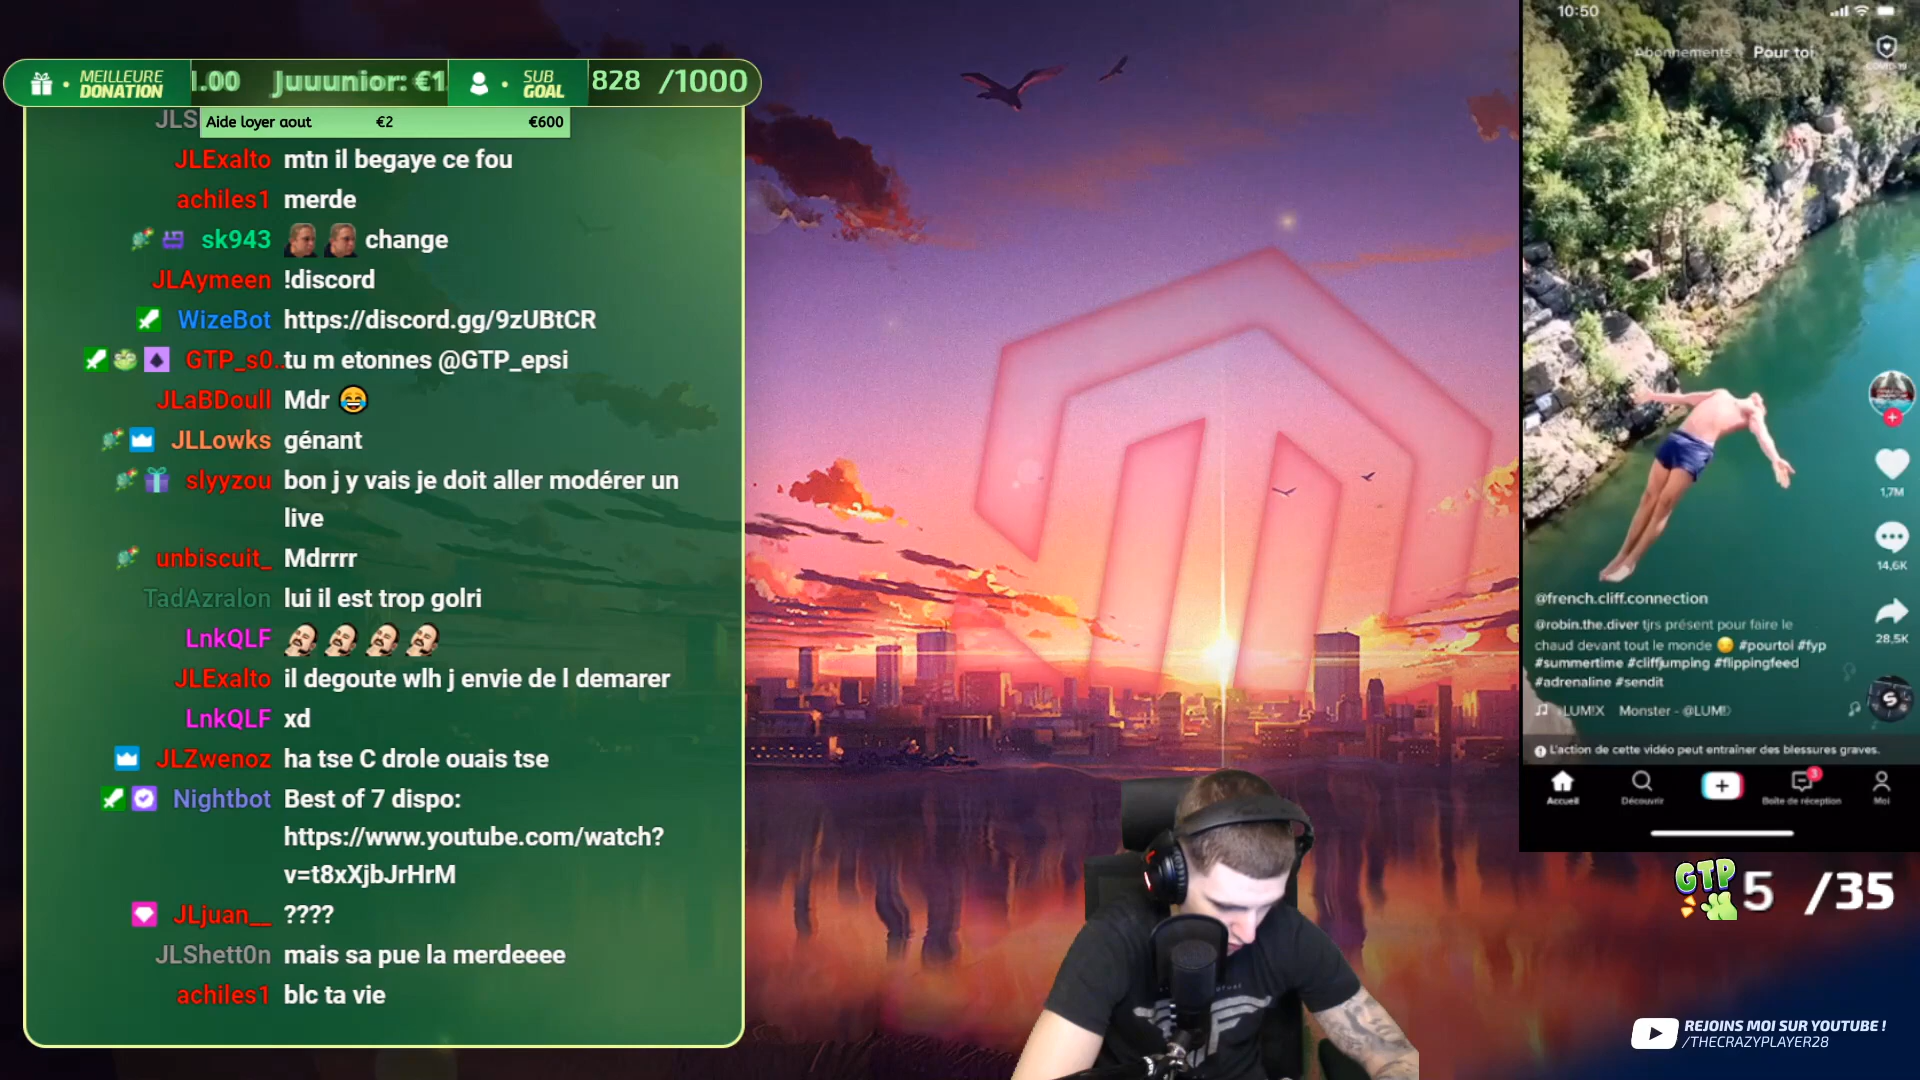 MEILLEURE DONATION
1.00 Juuunior: €1
SUB GOAL
828 /1000
Aide loyer aout €2 €600
JLS
JLExalto mtn il begaye ce fou
achiles1 merde
sk943 change
JLAymeen !discord
WizeBot https://discord.gg/9zUBtCR
GTP_s0.. tu m etonnes @GTP_epsi
JLaBDoull Mdr 😂
JLLowks génant
slyyzou bon j y vais je doit aller modérer un
live
unbiscuit_ Mdrrrr
TadAzralon lui il est trop golri
LnkQLF
JLExalto il degoute wlh j envie de l demarer
LnkQLF xd
JLZwenoz ha tse C drole ouais tse
Nightbot Best of 7 dispo:
https://www.youtube.com/watch?
v=t8xXjbJrHrM
JLjuan__ ????
JLShett0n mais sa pue la merdeeee
achiles1 blc ta vie
10:50
Abonnements Pour toi
COVID-19
1,7M
14,6K
28,5K
@french.cliff.connection
@robin.the.diver tjrs présent pour faire le
chaud devant tout le monde 😏 #pourtoI #fyp
#summertime #cliffjumping #flippingfeed
#adrenaline #sendit
LUM!X Monster - @LUM!
L'action de cette vidéo peut entraîner des blessures graves.
Accueil Découvrir Boîte de réception 3 Moi
GTP 5 /35
REJOINS MOI SUR YOUTUBE !
/THECRAZYPLAYER28